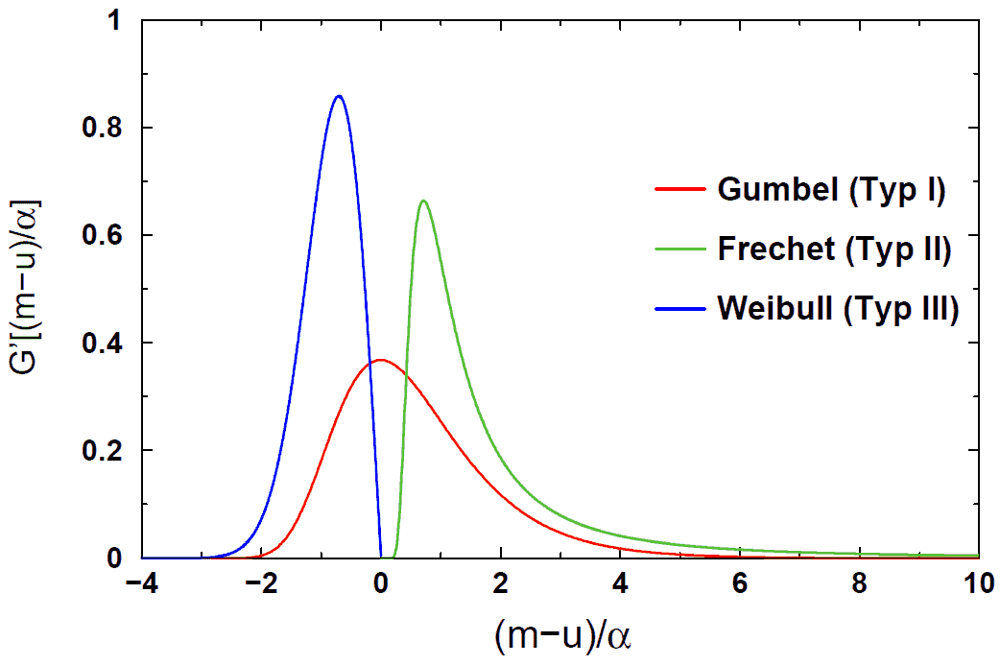 1
0.8
0.6
0.4
0.2
0
G’[(m−u)/α]
Gumbel (Typ I)
Frechet (Typ II)
Weibull (Typ III)
−4 −2 0 2 4 6 8 10
(m−u)/α